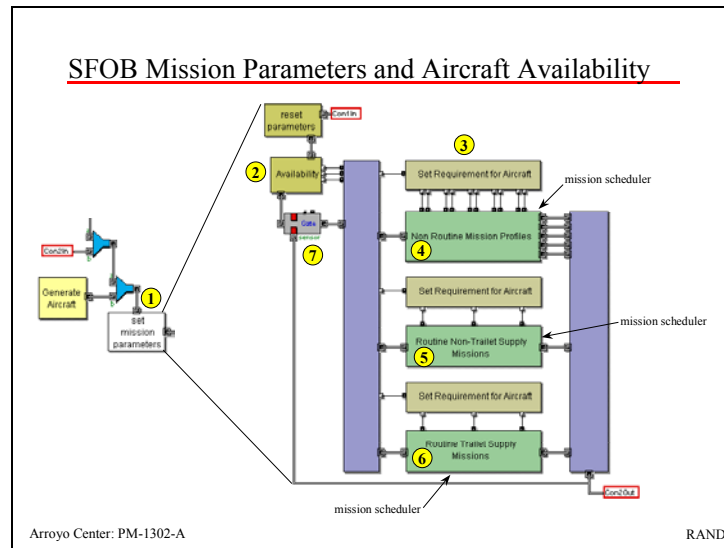 SFOB Mission Parameters and Aircraft Availability
reset
parameters
Con1In
3
2
Availability
Set Requirement for Aircraft
mission scheduler
Gate
sensor
7
Non Routine Mission Profiles
4
Con2In
Generate
Aircraft
1
set
mission
parameters
Set Requirement for Aircraft
mission scheduler
Routine Non-Trailet Supply
Missions
5
Set Requirement for Aircraft
Routine Trailet Supply
Missions
6
mission scheduler
Con2Out
Arroyo Center: PM-1302-A
RAND